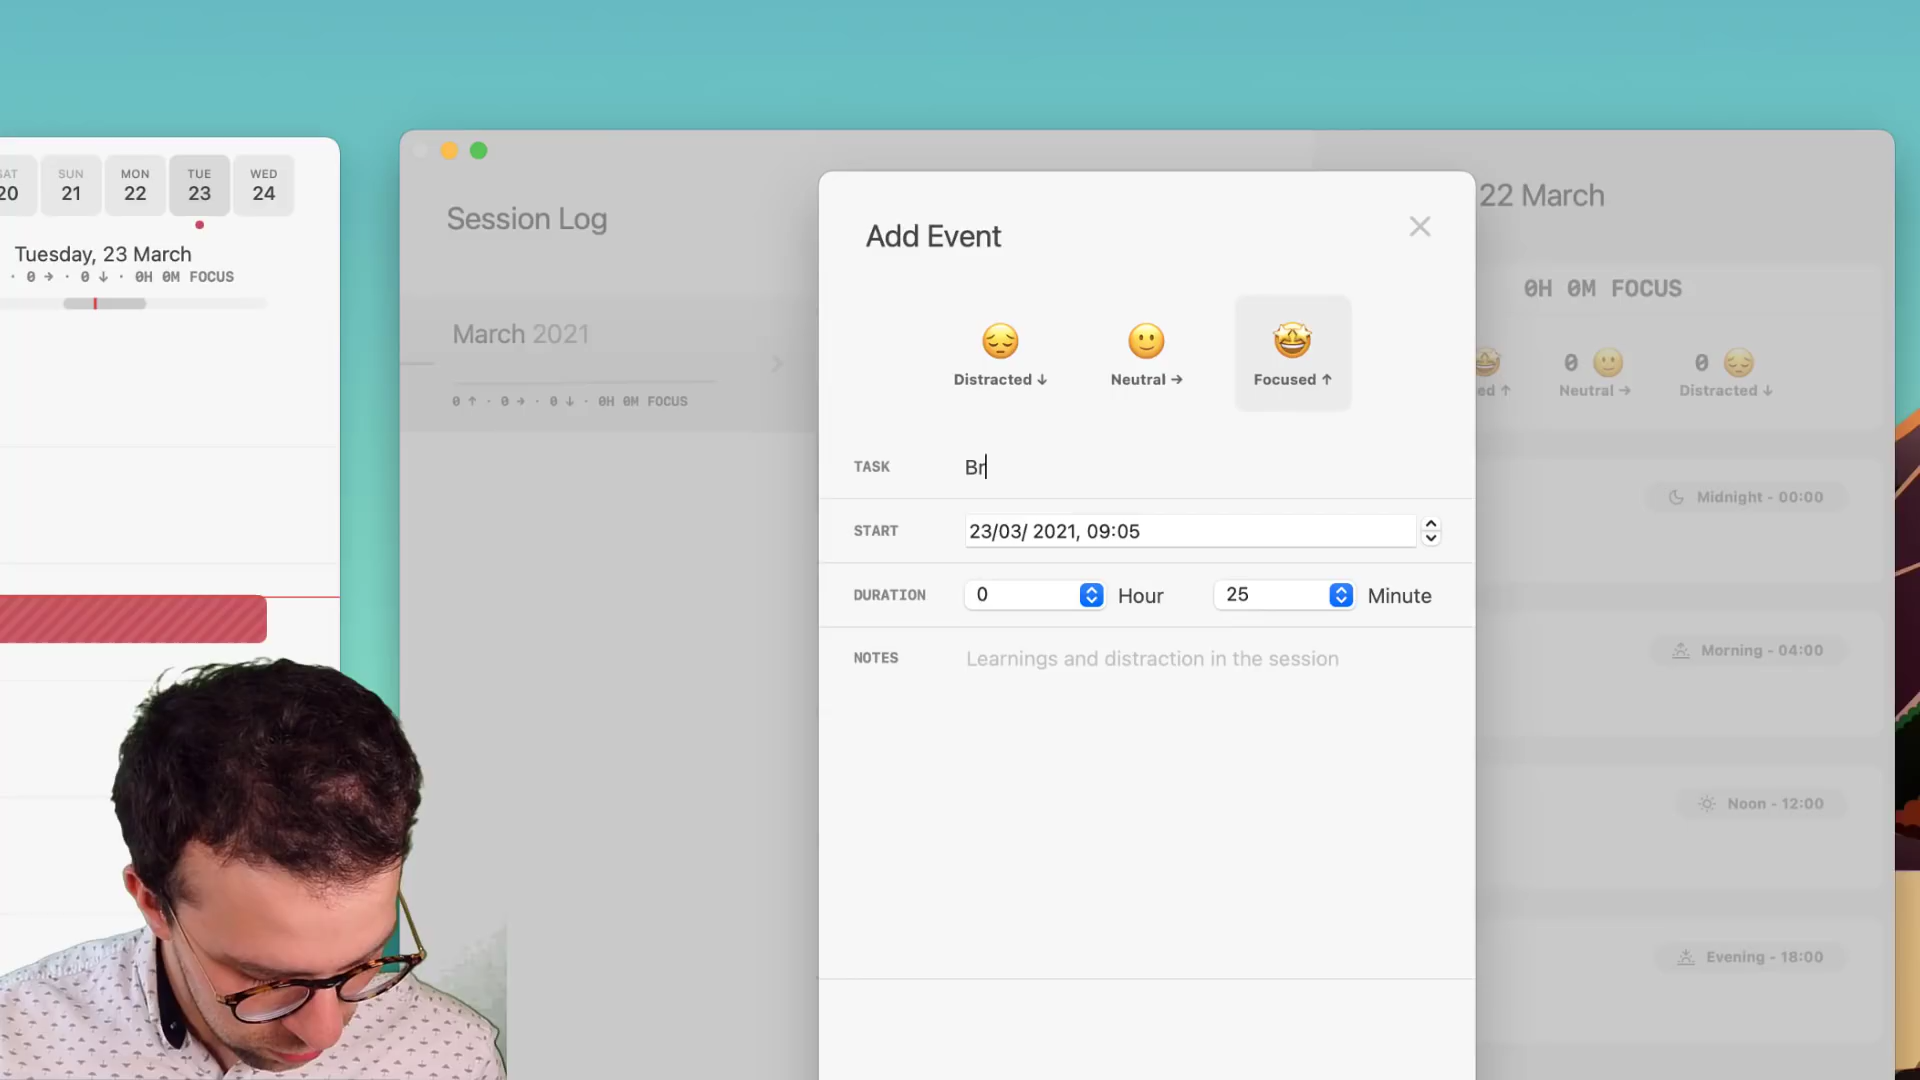 SAT SUN MON TUE WED
20 21 22 23 24
Tuesday, 23 March
· 0 → · 0 ↓ · 0H 0M FOCUS
Session Log
March 2021
0 ↑ · 0 → · 0 ↓ · 0H 0M FOCUS
Add Event
Distracted ↓
Neutral →
Focused ↑
TASK Br
START 23/03/ 2021, 09:05
DURATION 0 Hour 25 Minute
NOTES Learnings and distraction in the session
22 March
0H 0M FOCUS
0 0
ed ↑ Neutral → Distracted ↓
Midnight - 00:00
Morning - 04:00
Noon - 12:00
Evening - 18:00